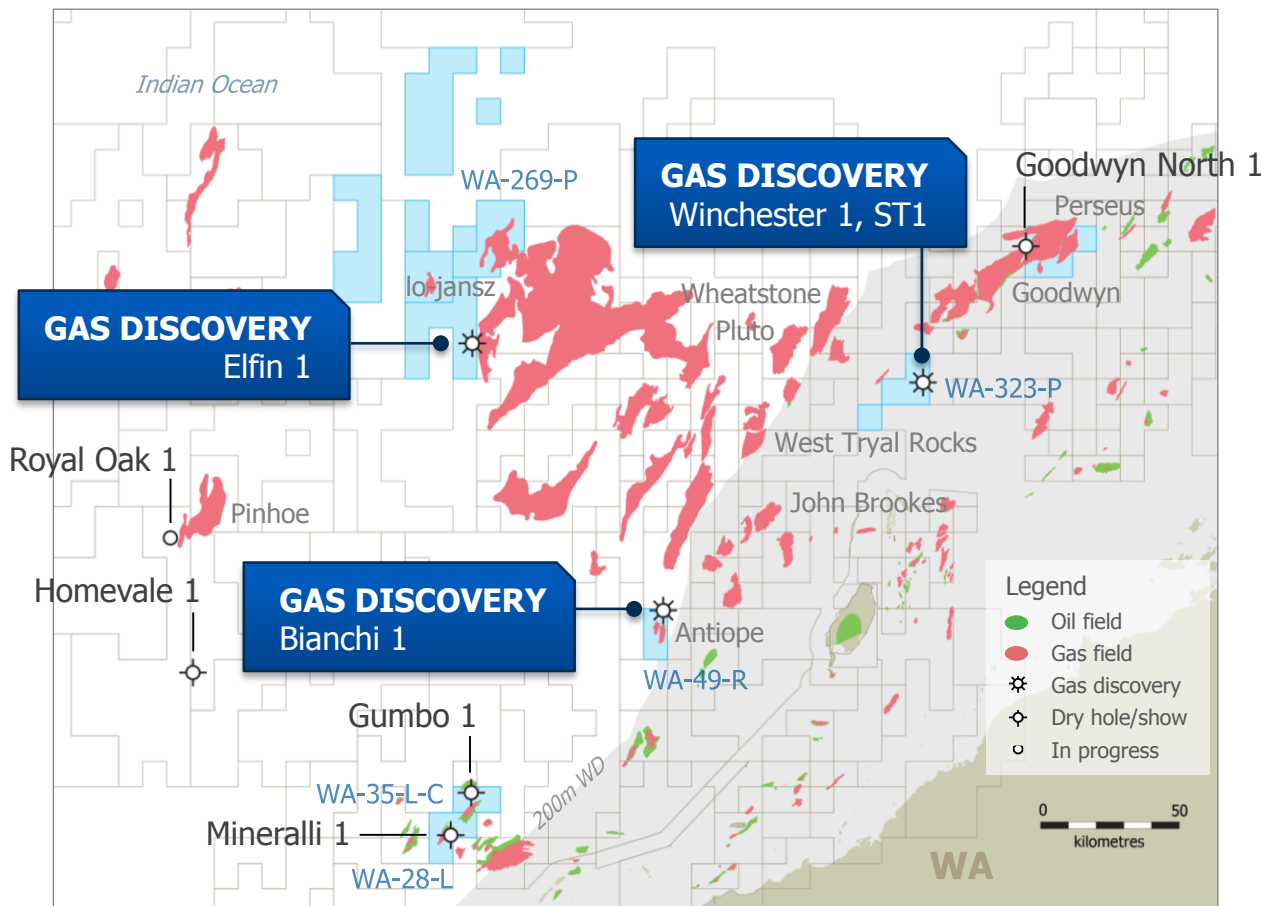 Indian Ocean
WA-269-P
GAS DISCOVERY
Winchester 1, ST1
Goodwyn North 1
Perseus
Io-jansz
Wheatstone
Pluto
Goodwyn
GAS DISCOVERY
Elfin 1
WA-323-P
West Tryal Rocks
Royal Oak 1
Pinhoe
John Brookes
Homevale 1
GAS DISCOVERY
Bianchi 1
Antiope
WA-49-R
Legend
Oil field
Gas field
Gas discovery
Dry hole/show
In progress
Gumbo 1
WA-35-L-C
200m WD
Mineralli 1
WA-28-L
0
50
kilometres
WA